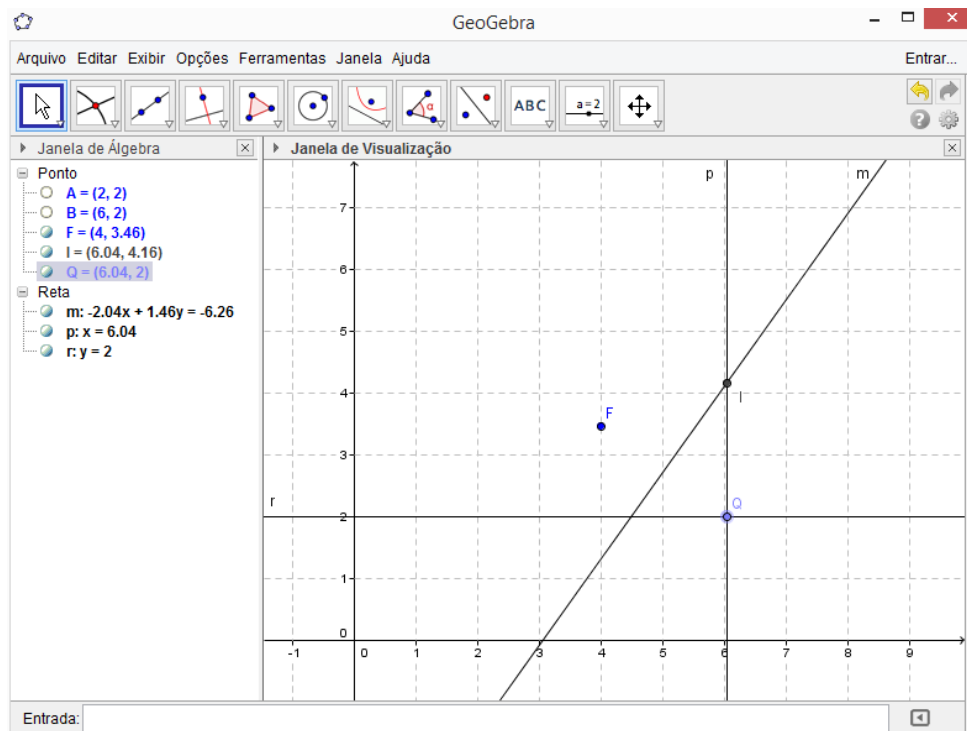 GeoGebra
Arquivo Editar Exibir Opções Ferramentas Janela Ajuda Entrar...
ABC a=2
α
Janela de Álgebra
Janela de Visualização
Ponto
A = (2, 2)
B = (6, 2)
F = (4, 3.46)
I = (6.04, 4.16)
Q = (6.04, 2)
Reta
m: -2.04x + 1.46y = -6.26
p: x = 6.04
r: y = 2
p m
7
6
5
4
I
F
3
r
Q
2
1
0
-1 0 1 2 3 4 5 6 7 8 9
Entrada: